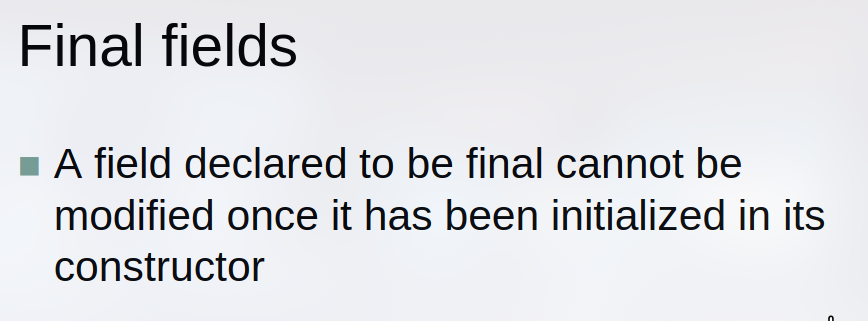 Final fields
A field declared to be final cannot be
modified once it has been initialized in its
constructor